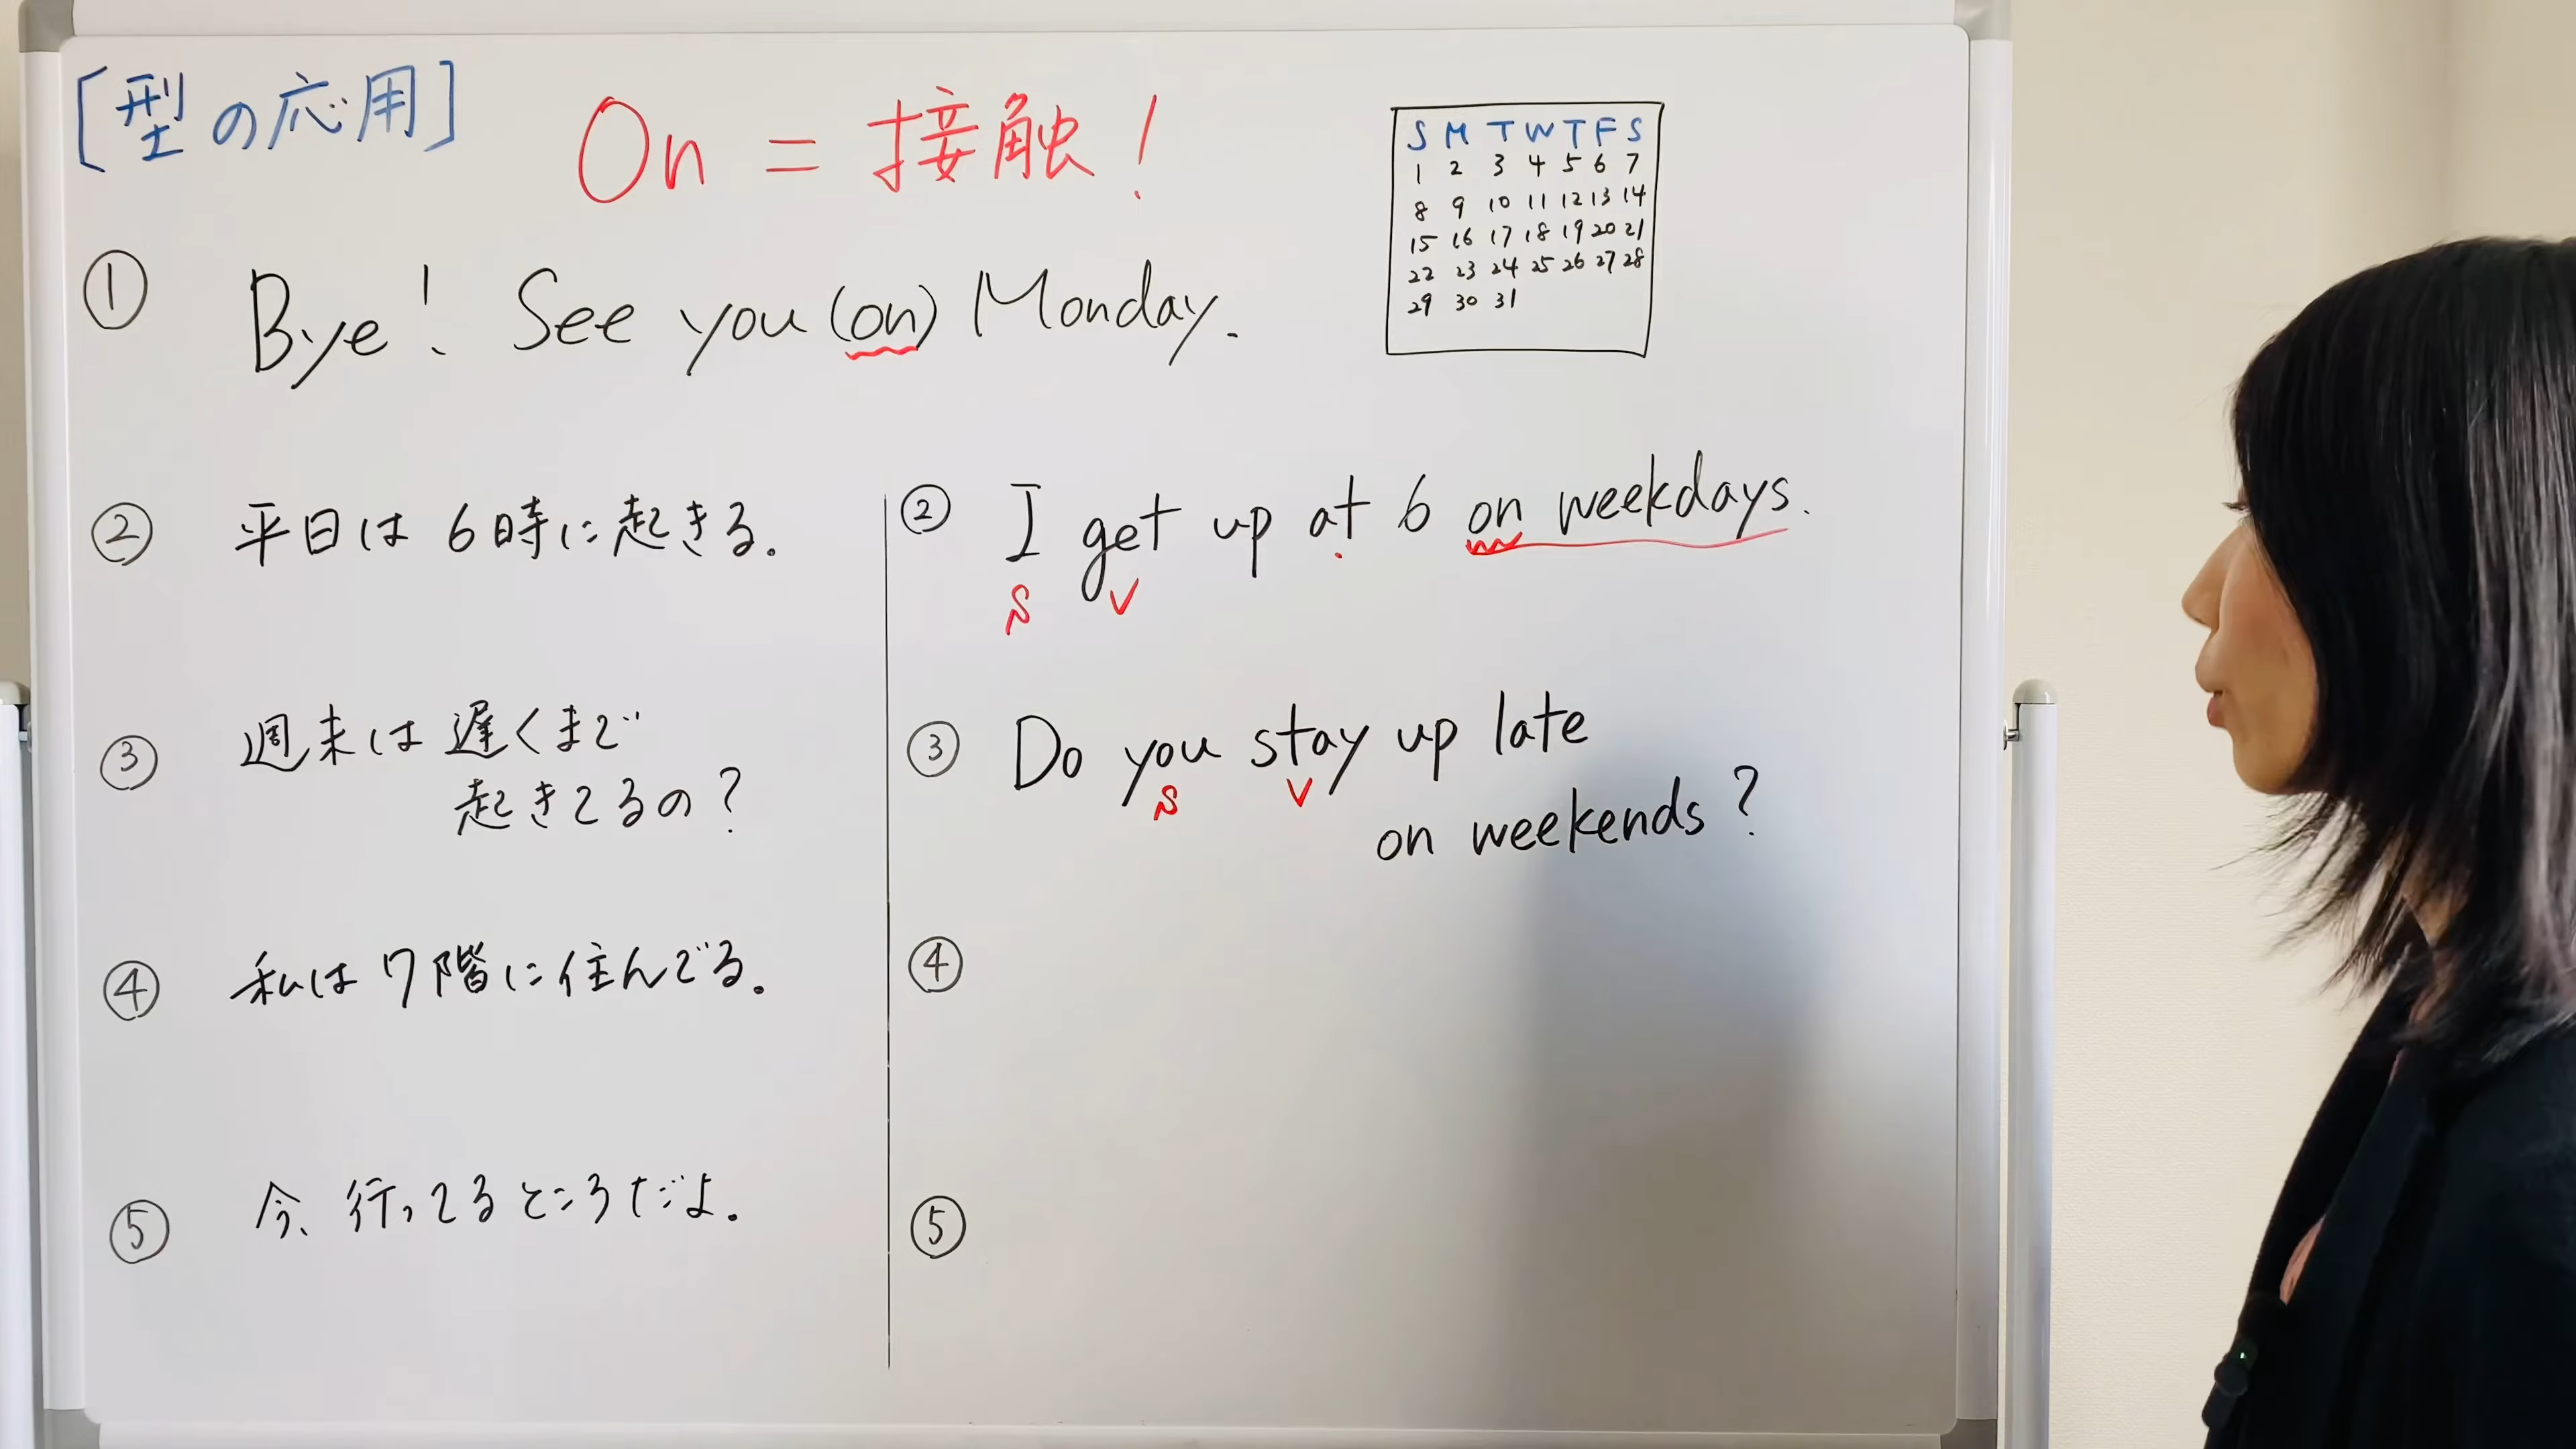 [型の応用]
On = 接触!
S M T W T F S
1 2 3 4 5 6 7
8 9 10 11 12 13 14
15 16 17 18 19 20 21
22 23 24 25 26 27 28
29 30 31
① Bye! See you (on) Monday.
② 平日は 6時に起きる。
③ 週末は 遅くまで
起きてるの?
④ 私は 7階に住んでる。
⑤ 今、行ってるところだよ。
② I get up at 6 on weekdays.
S V
③ Do you stay up late
S V
on weekends?
④
⑤